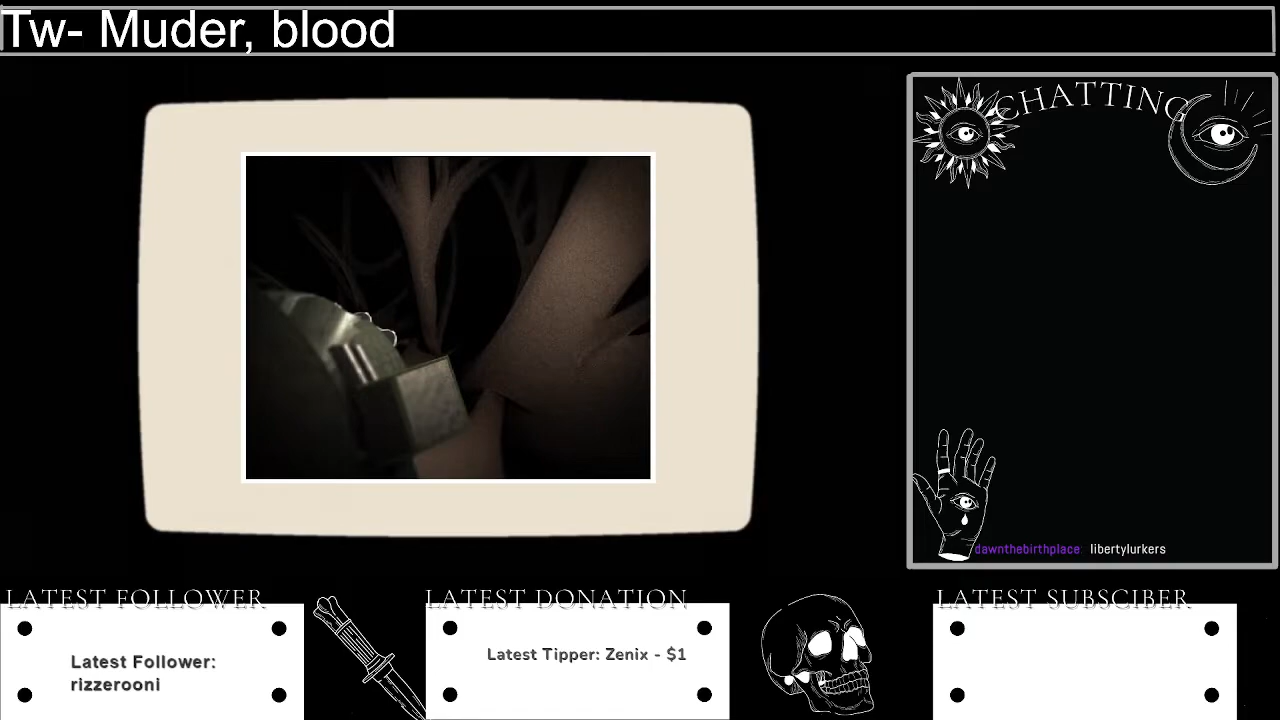 Tw- Muder, blood
CHATTING
dawnthebirthplace: libertylurkers
LATEST FOLLOWER
LATEST DONATION
LATEST SUBSCIBER
Latest Follower:
rizzerooni
Latest Tipper: Zenix - $1